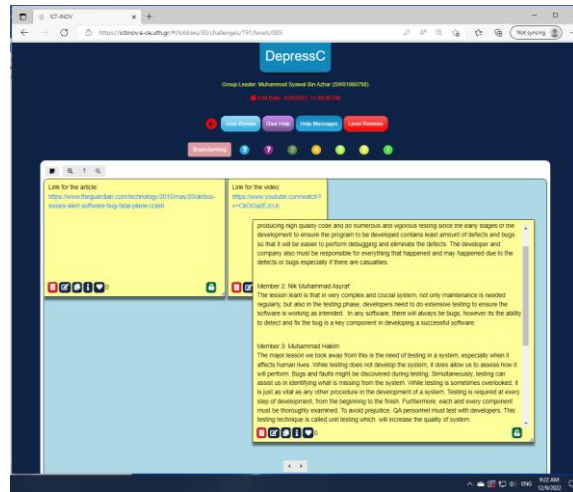 ICT-INOV
https://ictinov.e-ce.uth.gr/#/lobbies/30/challenges/191/levels/885
Not syncing
DepressC
Group Leader: Muhammad Syawal Bin Azhar
End Date:
Give Review Give Help Help Messages Level Reviews
Brainstorming
1
Link for the article:
https://www.theguardian.com/technology/2015/may/20/airbus-
issues-alert-software-bug-fatal-plane-crash
Link for the video:
https://www.youtube.com/watch?
producing high quality code and do numerous and vigorous testing since the early stages of the
development to ensure the program to be developed contains least amount of defects and bugs
so that it will be easier to perform debugging and eliminate the defects. The developer and
company also must be responsible for everything that happened and may happened due to the
defects or bugs especially if there are casualties.
Member 2: Nik Muhammad Asyraf
The lesson learnt is that in very complex and crucial system, not only maintenance is needed
regularly, but also in the testing phase, developers need to do extensive testing to ensure the
software is working as intended. In any software, there will always be bugs, however its the ability
to detect and fix the bug is a key component in developing a successful software.
Member 3: Muhammad Hakim
The major lesson we took away from this is the need of testing in a system, especially when it
affects human lives. While testing does not develop the system, it does allow us to assess how it
will perform. Bugs and faults might be discovered during testing. Simultaneously, testing can
assist us in identifying what is missing from the system. While testing is sometimes overlooked, it
is just as vital as any other procedure in the development of a system. Testing is required at every
step of development, from the beginning to the finish. Furthermore, each and every component
must be thoroughly examined. To avoid prejudice, QA personnel must test with developers. This
testing technique is called unit testing which will increase the quality of system
0
0
ENG
9:22 AM
12/9/2022